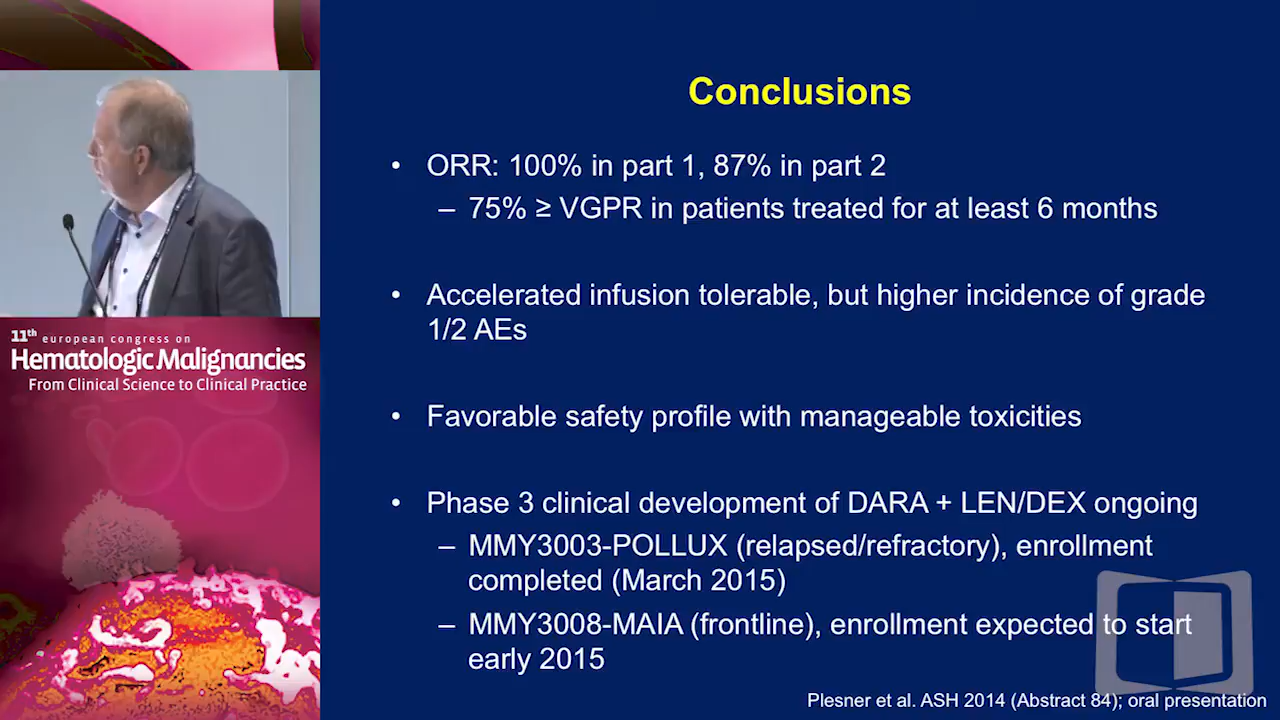 Conclusions
• ORR: 100% in part 1, 87% in part 2
– 75% ≥ VGPR in patients treated for at least 6 months
• Accelerated infusion tolerable, but higher incidence of grade
1/2 AEs
• Favorable safety profile with manageable toxicities
• Phase 3 clinical development of DARA + LEN/DEX ongoing
– MMY3003-POLLUX (relapsed/refractory), enrollment
completed (March 2015)
– MMY3008-MAIA (frontline), enrollment expected to start
early 2015
Plesner et al. ASH 2014 (Abstract 84); oral presentation
11th european congress on
Hematologic Malignancies
From Clinical Science to Clinical Practice